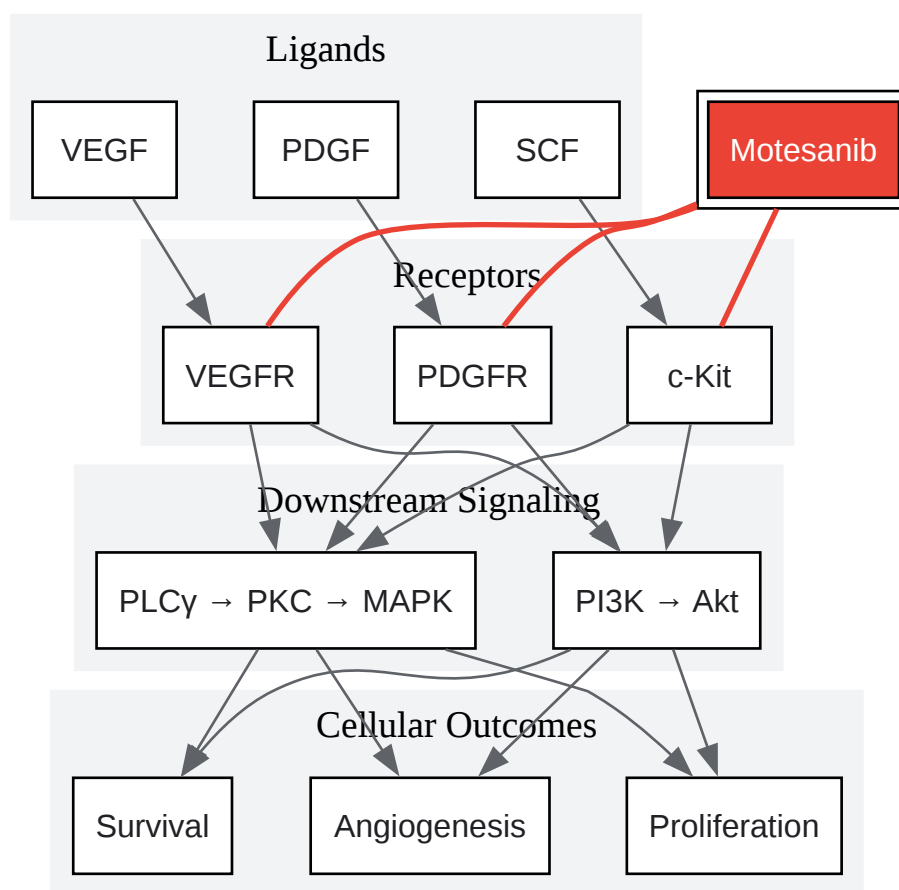 Ligands
VEGF
PDGF
SCF
Motesanib
Receptors
VEGFR
PDGFR
c-Kit
Downstream Signaling
PLCγ → PKC → MAPK
PI3K → Akt
Cellular Outcomes
Survival
Angiogenesis
Proliferation